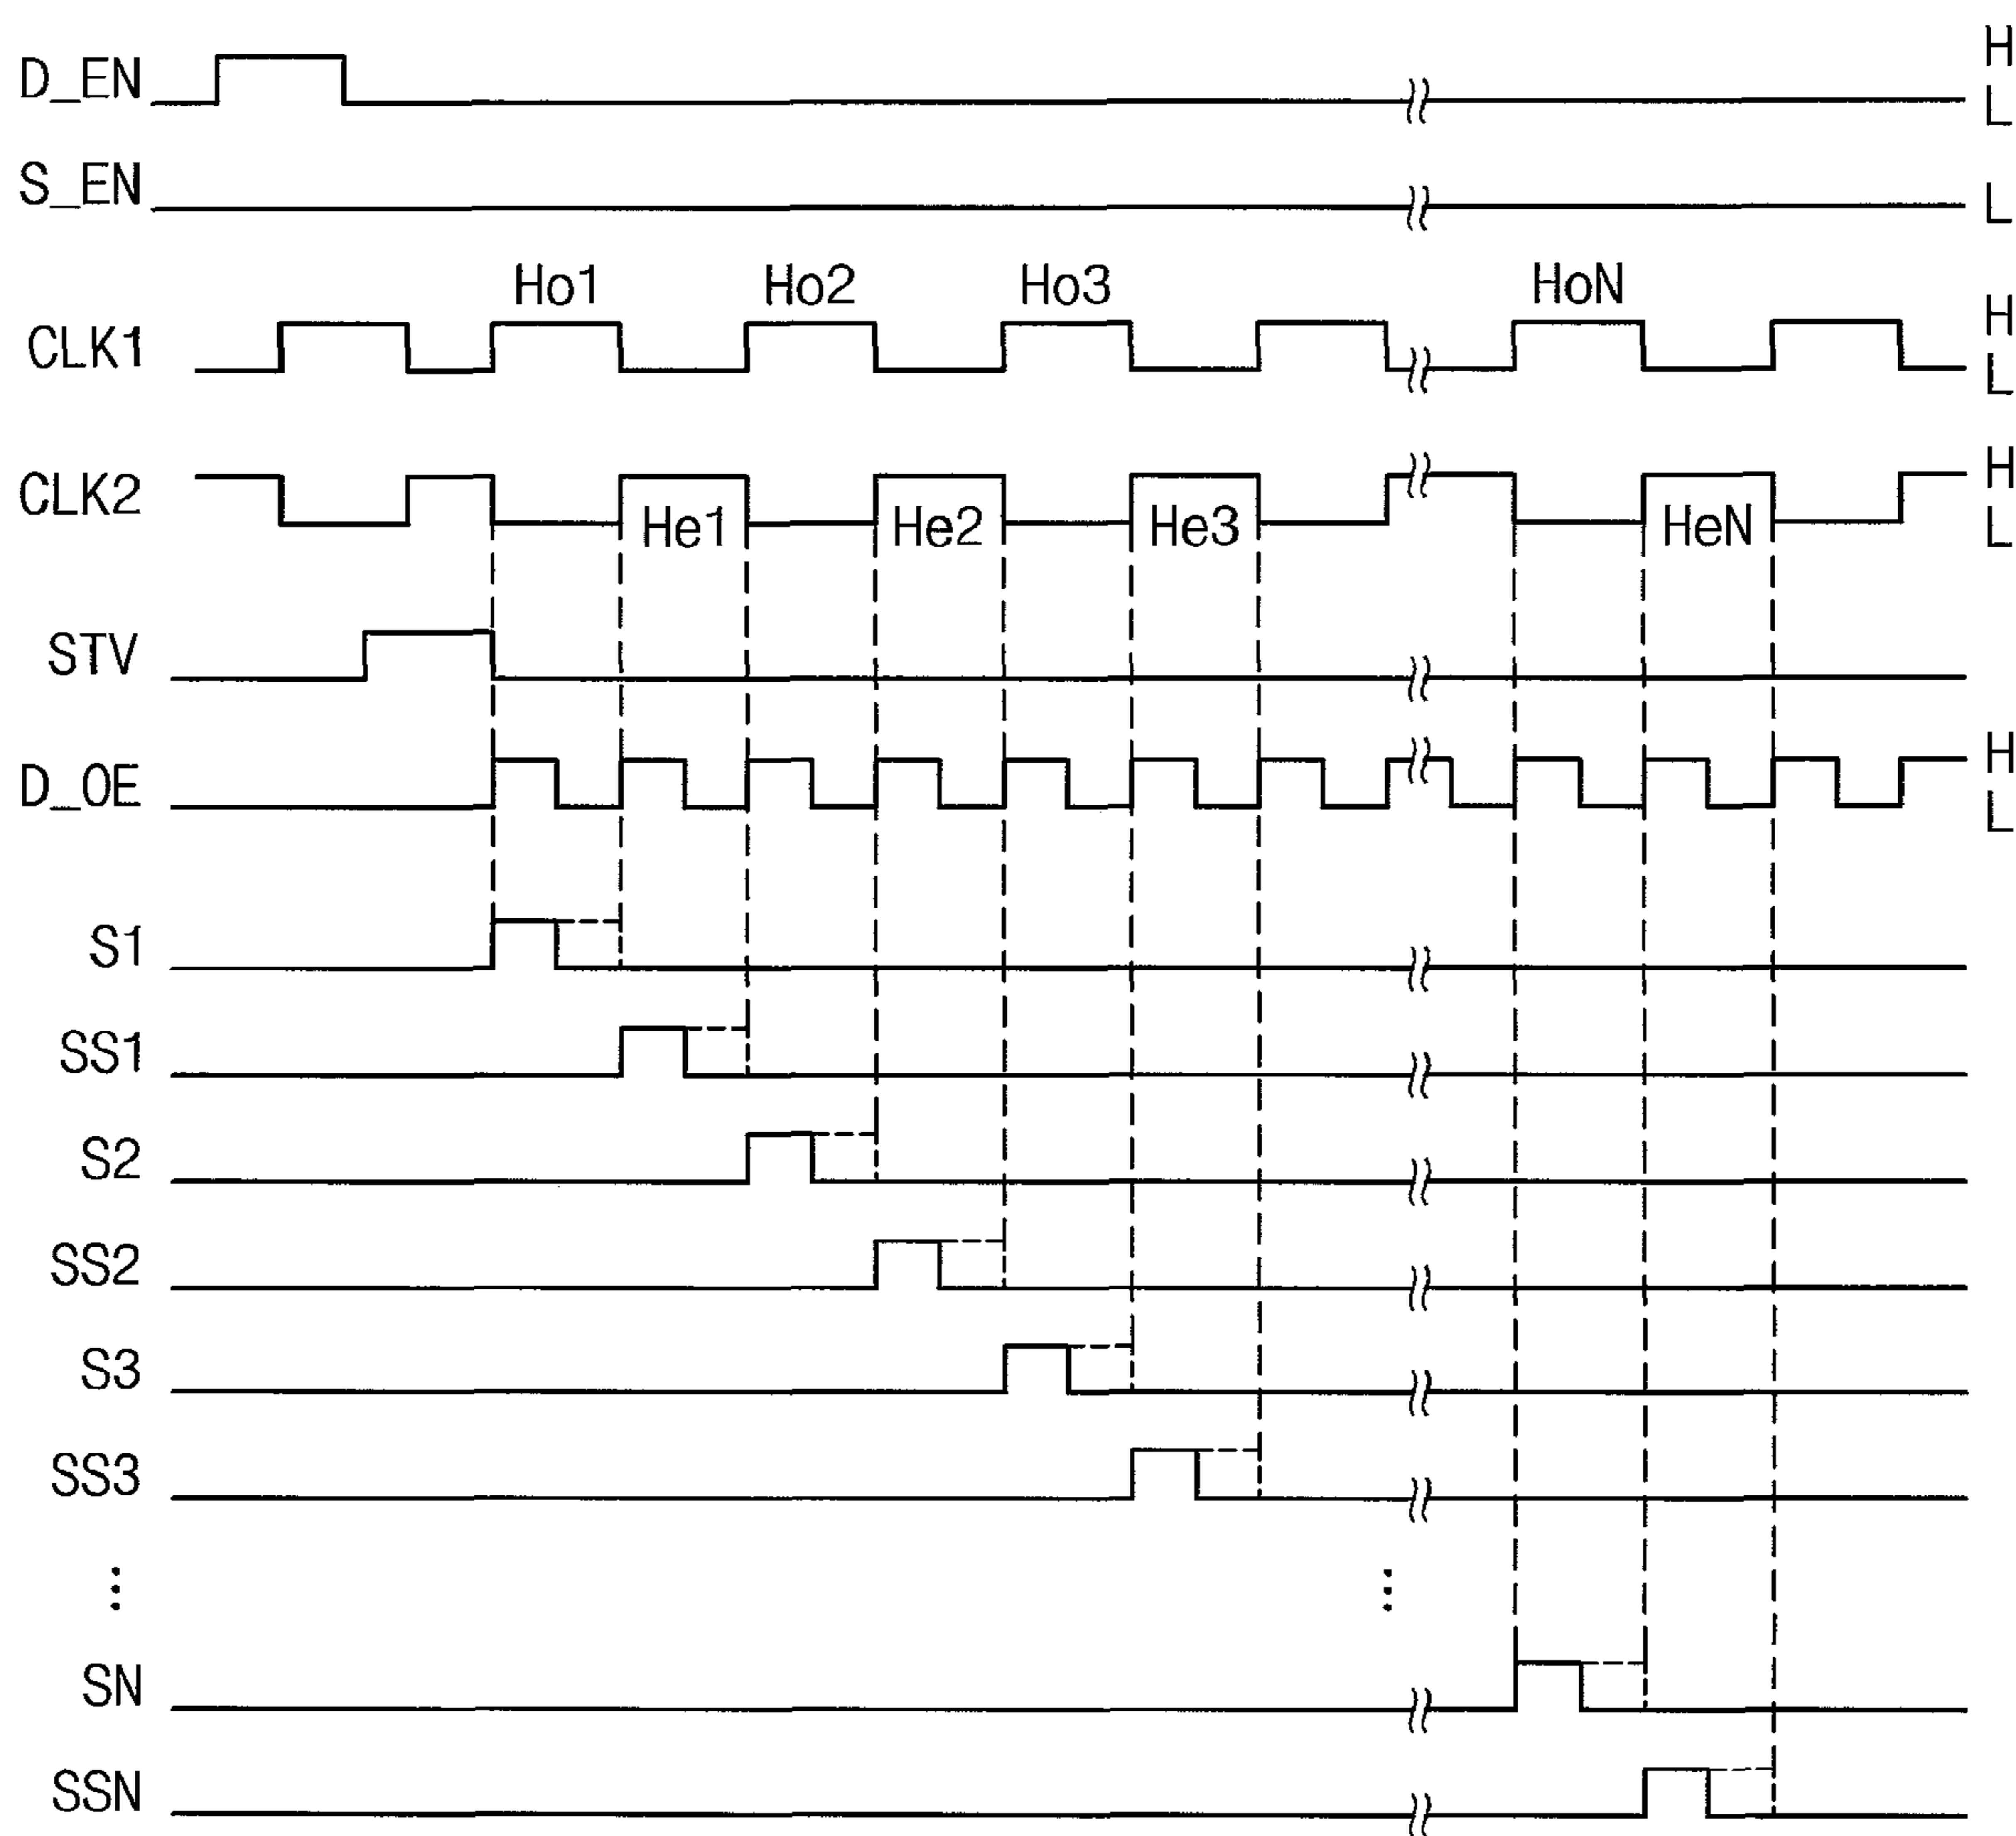 D_EN H
L
S_EN L
Ho1 Ho2 Ho3 HoN
CLK1 H
L
CLK2 H
He1 He2 He3 HeN L
STV
D_OE H
L
S1
SS1
S2
SS2
S3
SS3
⋮ ⋮
SN
SSN